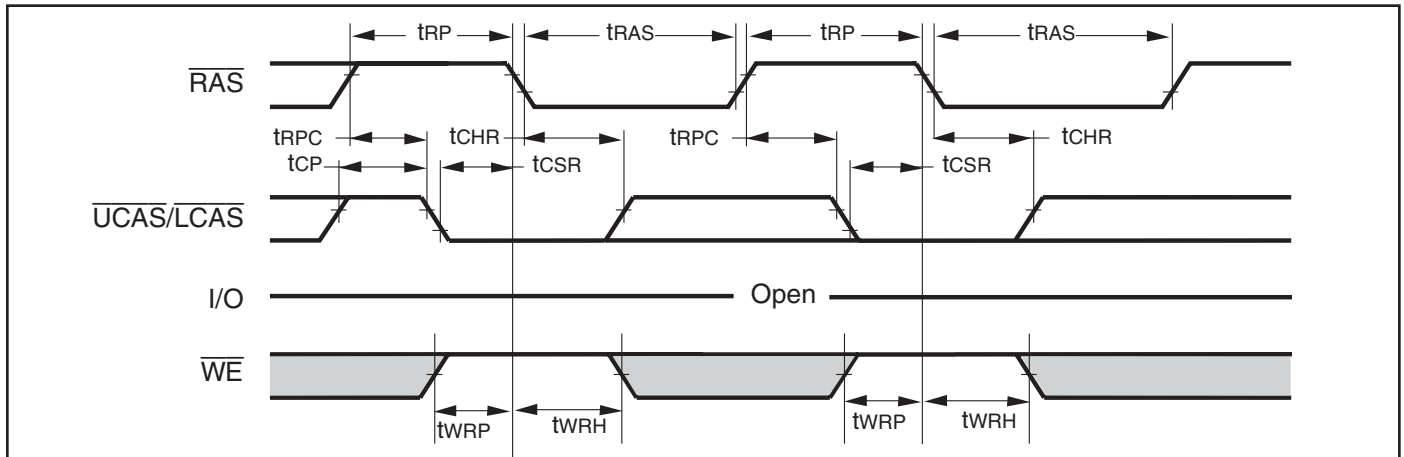 tRP tRAS tRP tRAS
RAS
tRPC tCHR tRPC tCHR
tCP tCSR tCSR
UCAS/LCAS
I/O Open
WE
tWRP tWRH tWRP tWRH